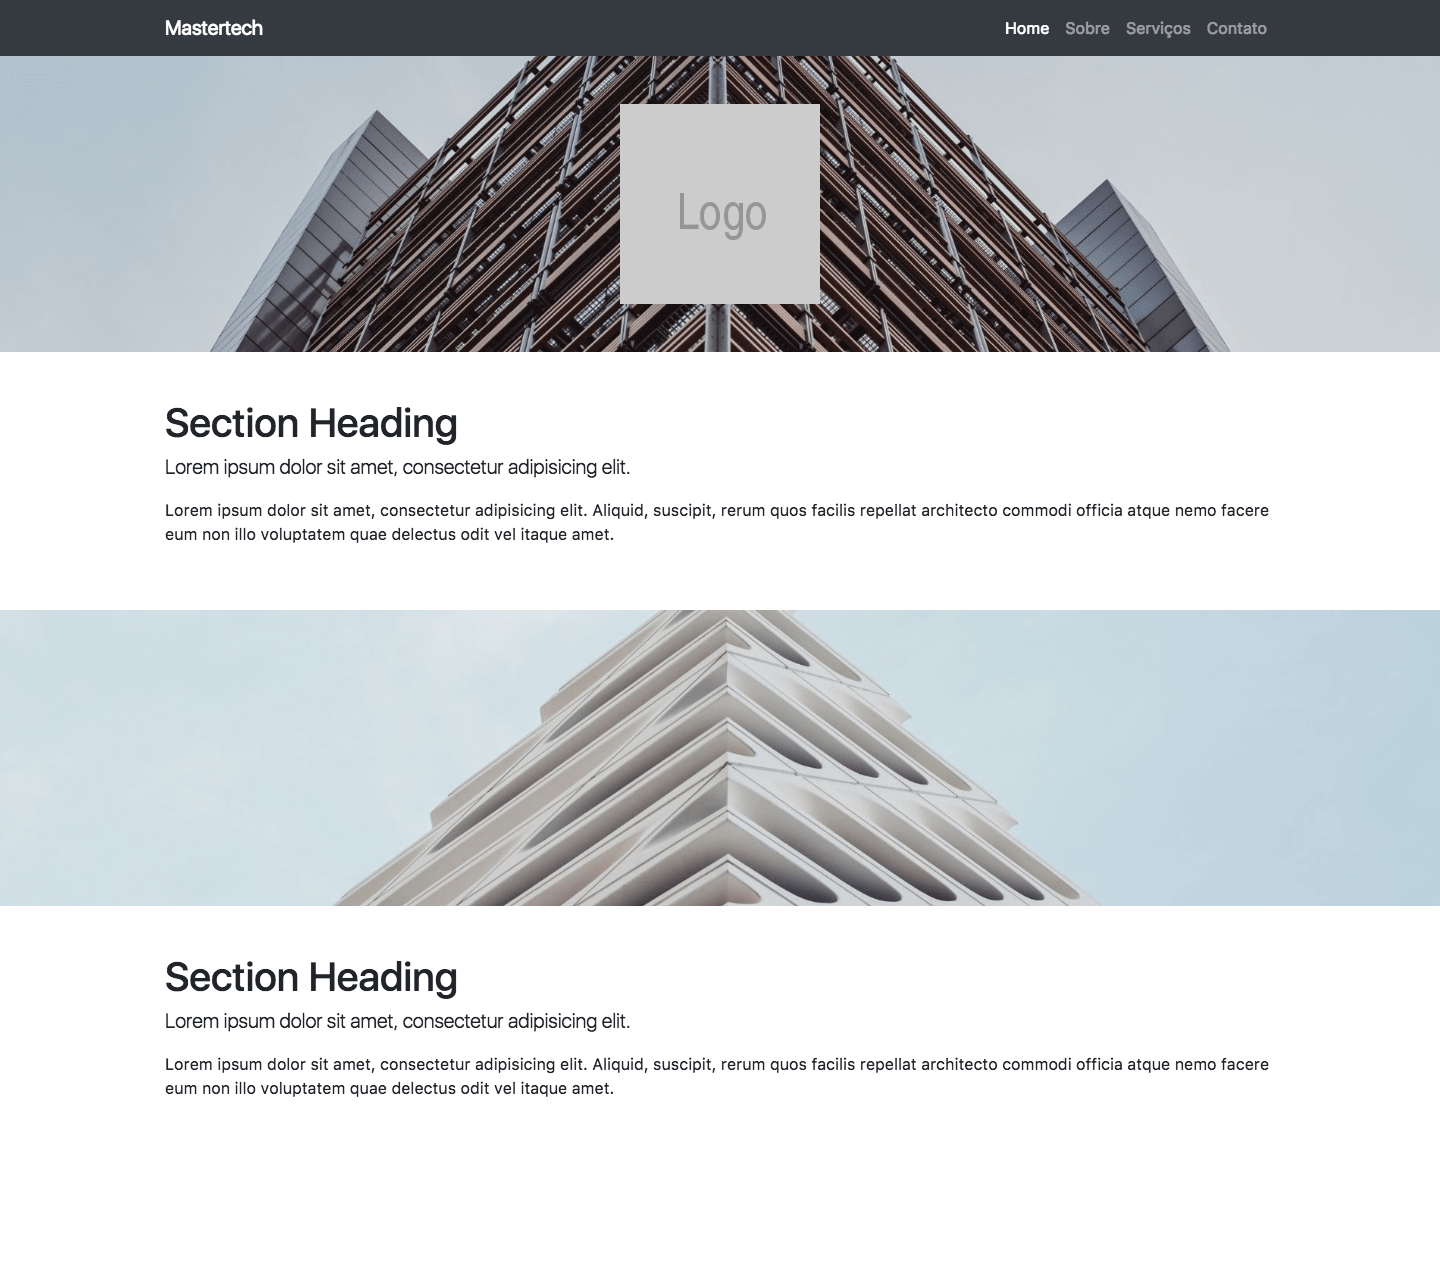 Mastertech
Home Sobre Serviços Contato
Logo
Section Heading
Lorem ipsum dolor sit amet, consectetur adipisicing elit.
Lorem ipsum dolor sit amet, consectetur adipisicing elit. Aliquid, suscipit, rerum quos facilis repellat architecto commodi officia atque nemo facere
eum non illo voluptatem quae delectus odit vel itaque amet.
Section Heading
Lorem ipsum dolor sit amet, consectetur adipisicing elit.
Lorem ipsum dolor sit amet, consectetur adipisicing elit. Aliquid, suscipit, rerum quos facilis repellat architecto commodi officia atque nemo facere
eum non illo voluptatem quae delectus odit vel itaque amet.